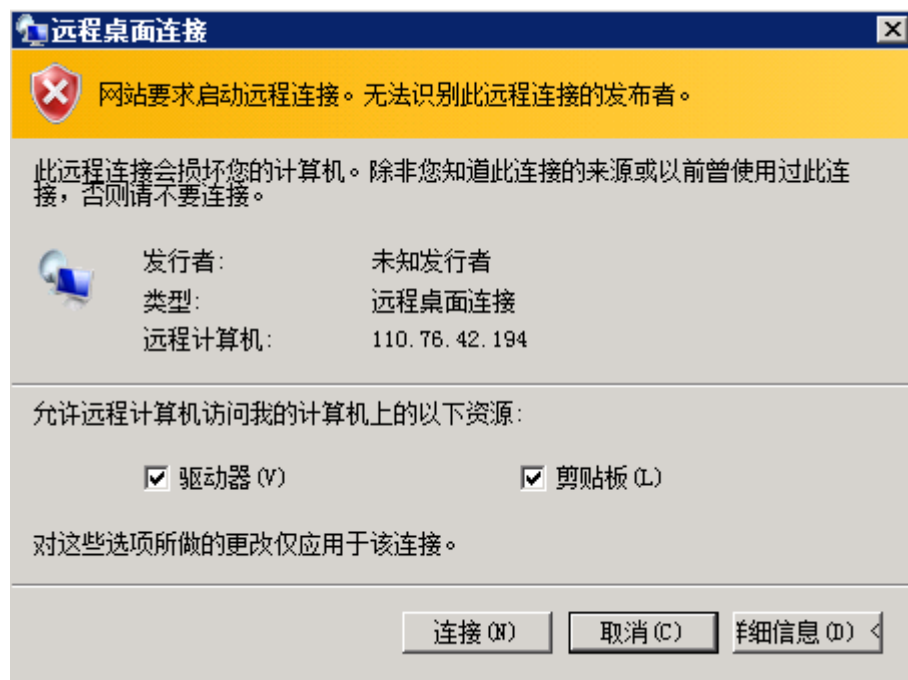 远程桌面连接
网站要求启动远程连接。无法识别此远程连接的发布者。
此远程连接会损坏您的计算机。除非您知道此连接的来源或以前曾使用过此连
接，否则请不要连接。
发行者: 未知发行者
类型: 远程桌面连接
远程计算机: 110.76.42.194
允许远程计算机访问我的计算机上的以下资源:
驱动器(V) 剪贴板(L)
对这些选项所做的更改仅应用于该连接。
连接(N) 取消(C) 详细信息(D) <